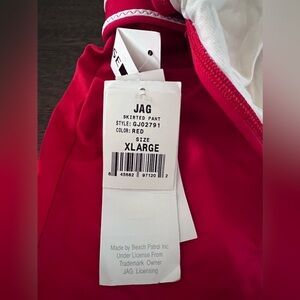 JAG
SKIRTED PANT
STYLE: GJ02791
COLOR: RED
SIZE
XLARGE
Made by Beach Patrol Inc.
Under License From
Trademark Owner
JAG Licensing